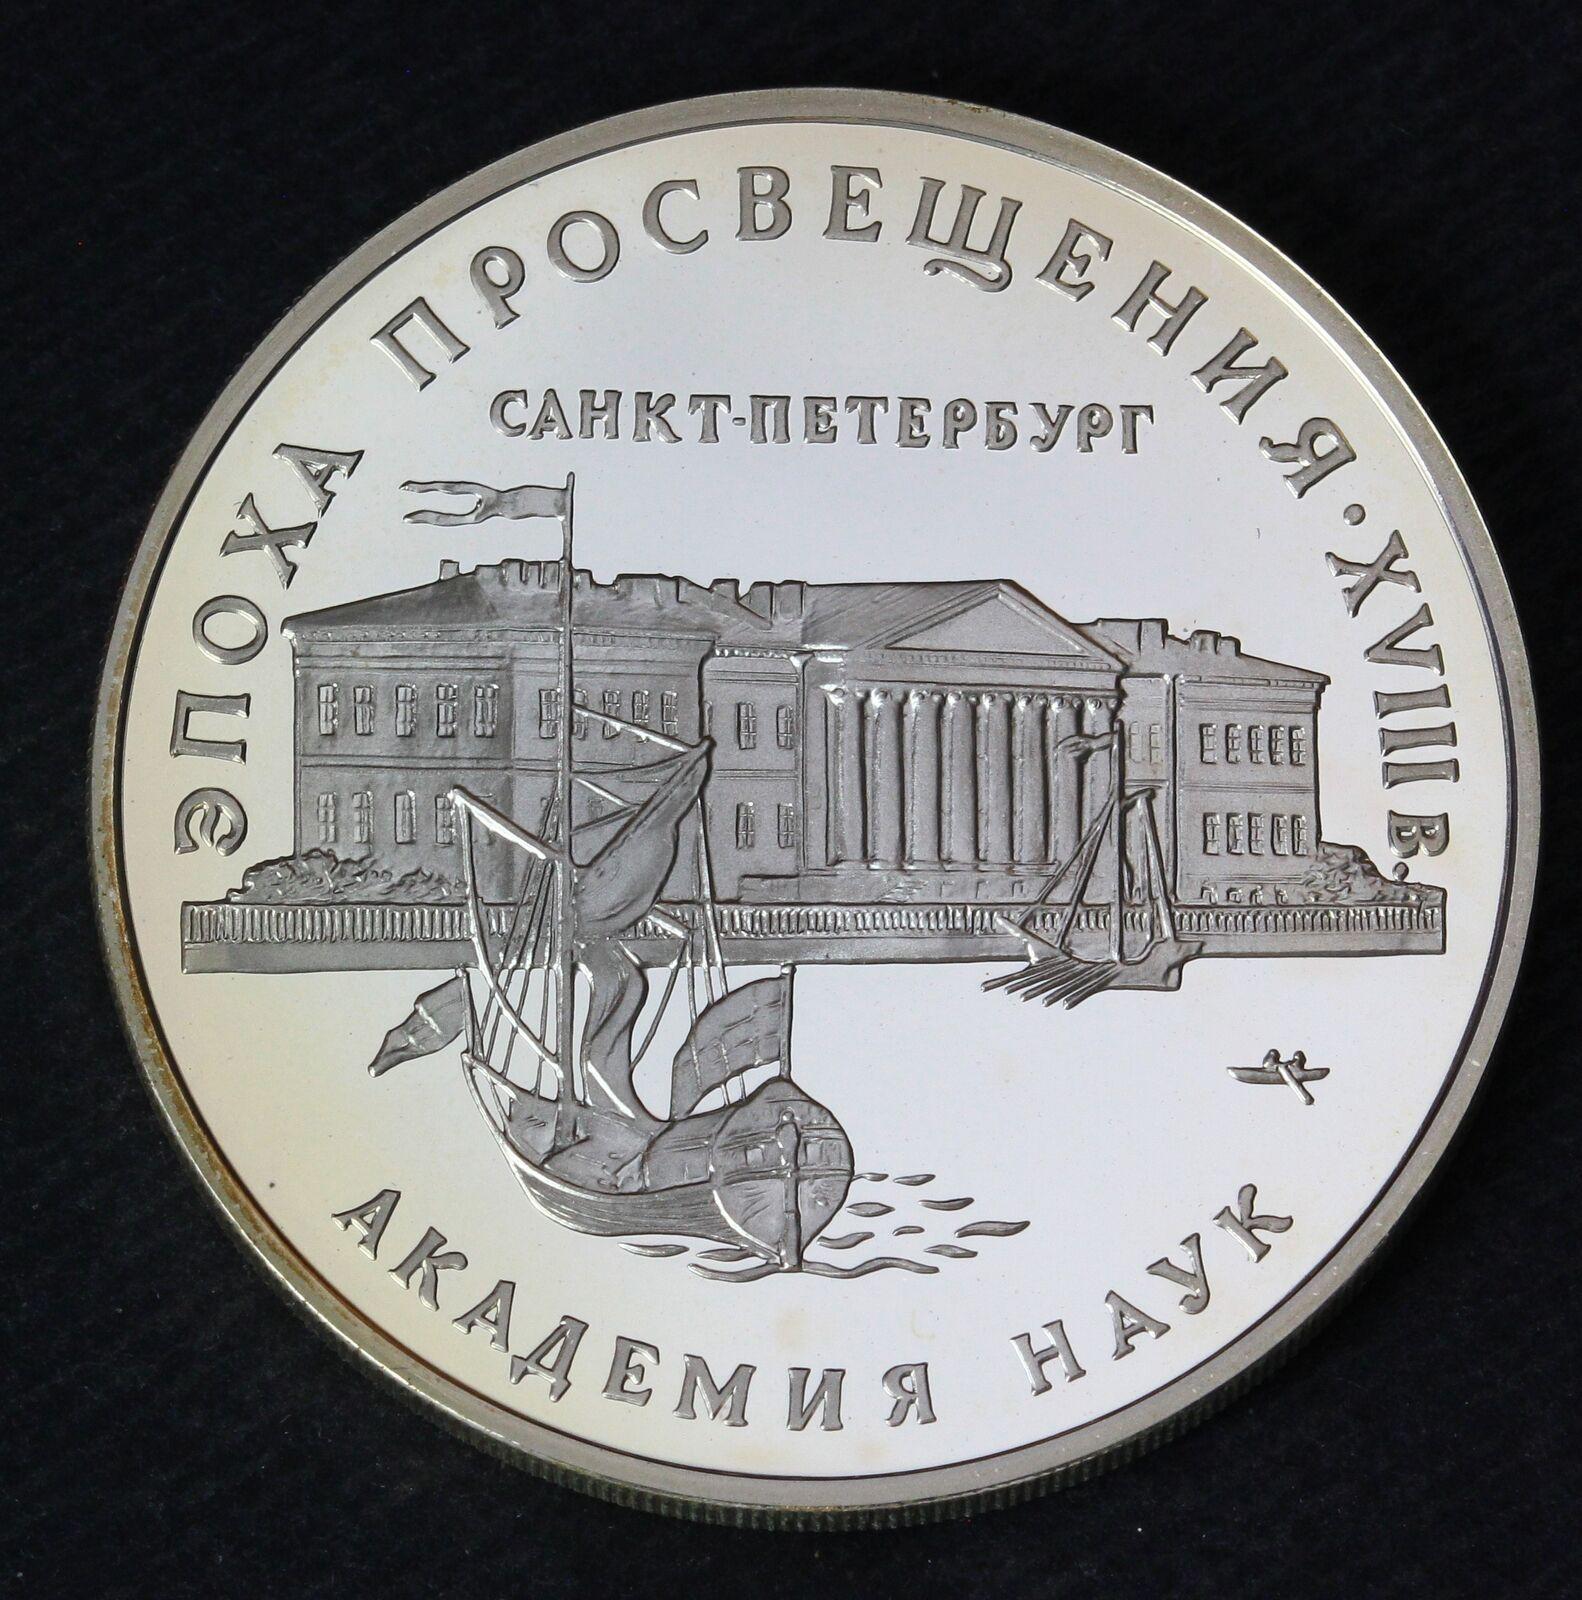 ЭПОХА ПРОСВЕЩЕНИЯ · XVIII В.
САНКТ-ПЕТЕРБУРГ
АКАДЕМИЯ НАУК